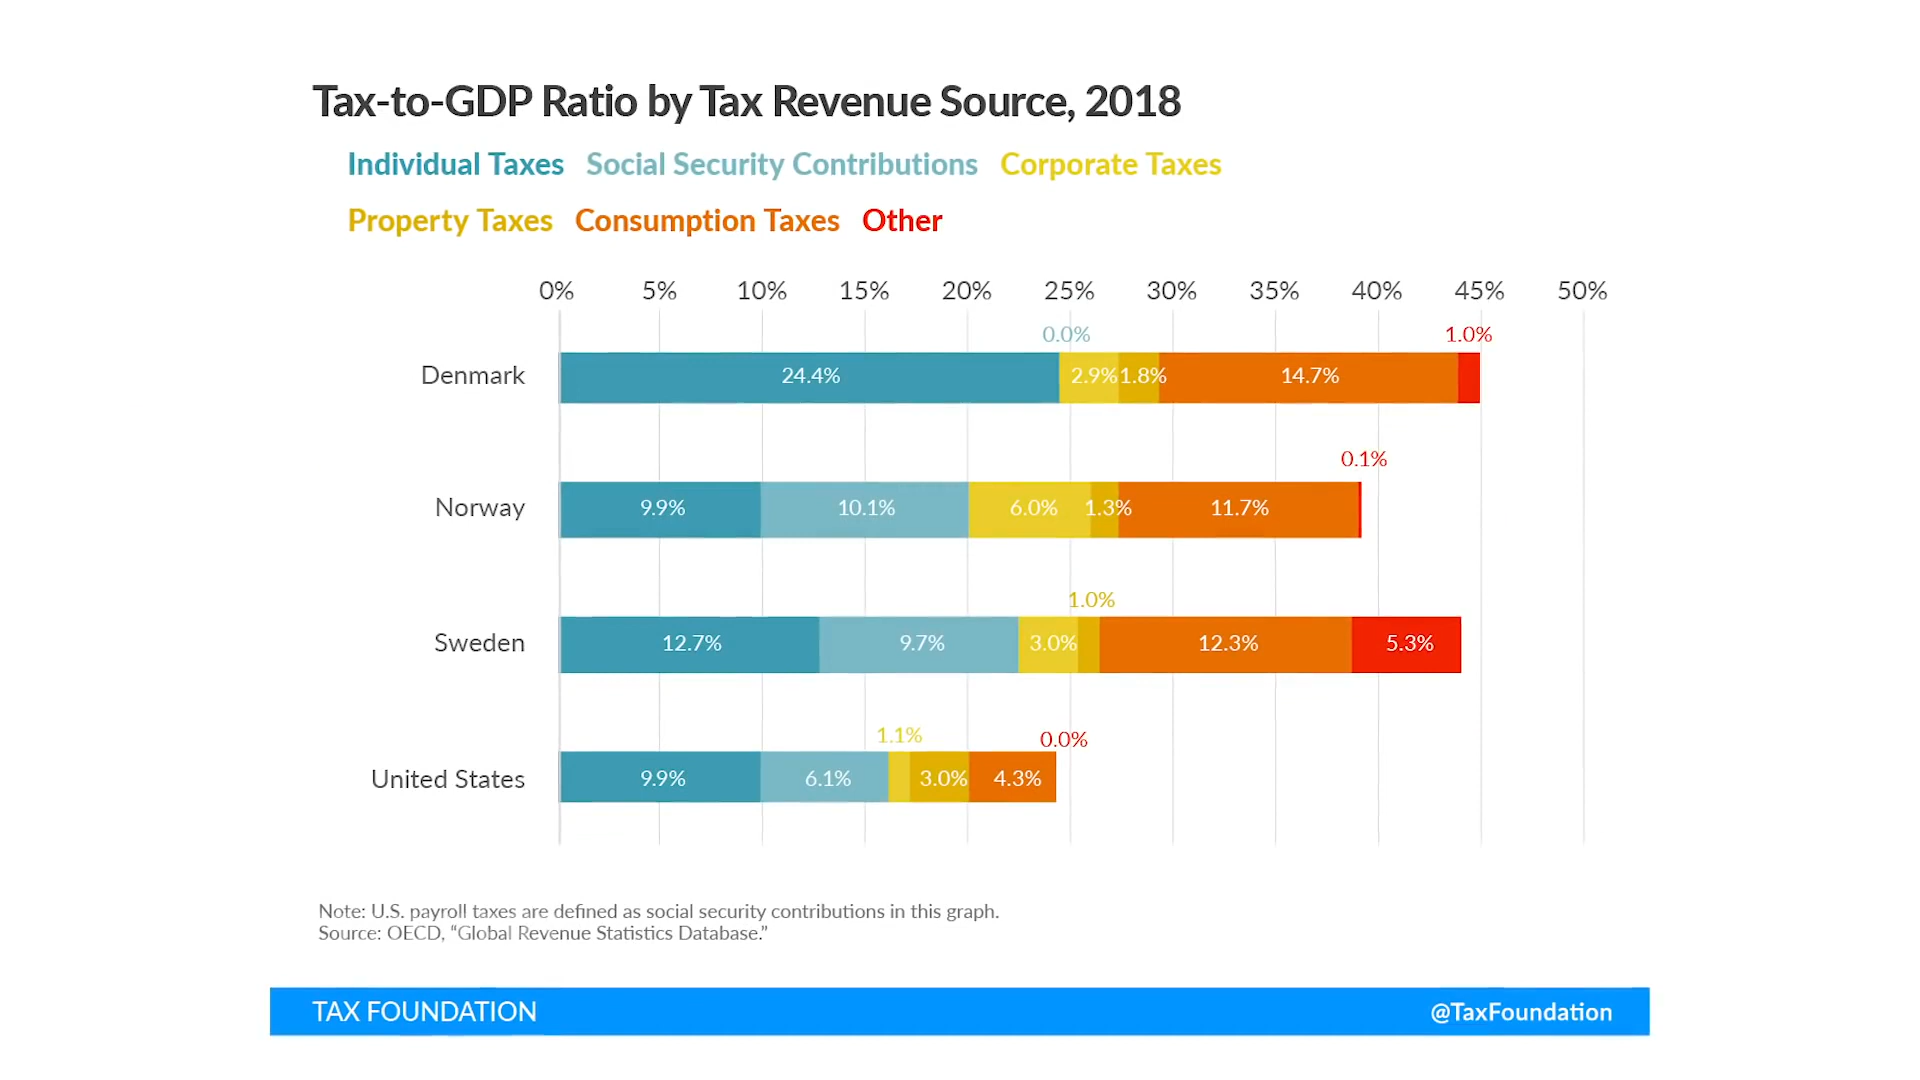 Tax-to-GDP Ratio by Tax Revenue Source, 2018
Individual Taxes Social Security Contributions Corporate Taxes
Property Taxes Consumption Taxes Other
0% 5% 10% 15% 20% 25% 30% 35% 40% 45% 50%
0.0% 1.0%
Denmark 24.4% 2.9% 1.8% 14.7%
0.1%
Norway 9.9% 10.1% 6.0% 1.3% 11.7%
1.0%
Sweden 12.7% 9.7% 3.0% 12.3% 5.3%
1.1% 0.0%
United States 9.9% 6.1% 3.0% 4.3%
Note: U.S. payroll taxes are defined as social security contributions in this graph.
Source: OECD, “Global Revenue Statistics Database.”
TAX FOUNDATION @TaxFoundation